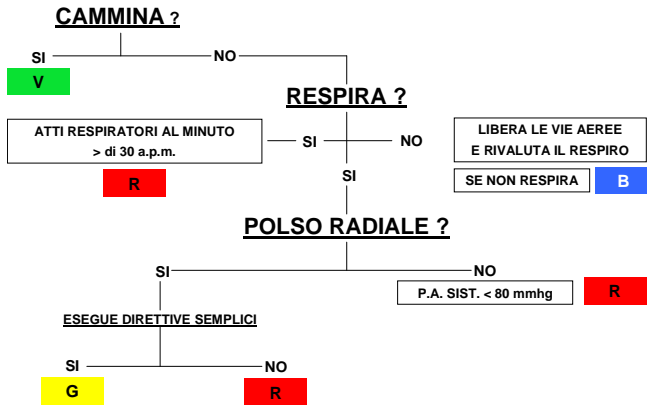 CAMMINA ?
SI
NO
V
RESPIRA ?
ATTI RESPIRATORI AL MINUTO
> di 30 a.p.m.
SI
NO
LIBERA LE VIE AEREE
E RIVALUTA IL RESPIRO
R
SI
SE NON RESPIRA
B
POLSO RADIALE ?
SI
NO
P.A. SIST. < 80 mmhg
R
ESEGUE DIRETTIVE SEMPLICI
SI
NO
G
R